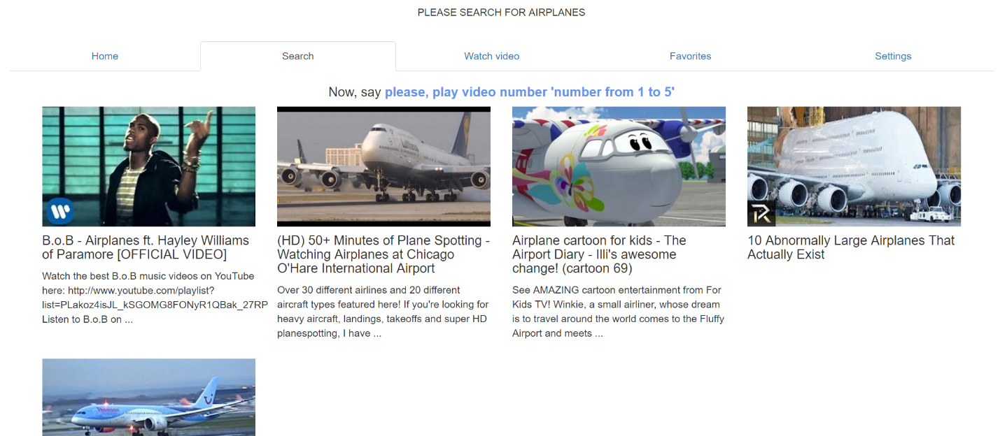 PLEASE SEARCH FOR AIRPLANES
Home
Search
Watch video
Favorites
Settings
Now, say please, play video number 'number from 1 to 5'
Lufthansa
B.o.B - Airplanes ft. Hayley Williams
of Paramore [OFFICIAL VIDEO]
Watch the best B.o.B music videos on YouTube
here: http://www.youtube.com/playlist?
list=PLakoz4isJL_kSGOMG8FONyR1QBak_27RP
Listen to B.o.B on ...
(HD) 50+ Minutes of Plane Spotting -
Watching Airplanes at Chicago
O'Hare International Airport
Over 30 different airlines and 20 different
aircraft types featured here! If you're looking for
heavy aircraft, landings, takeoffs and super HD
planespotting, I have ...
Airplane cartoon for kids - The
Airport Diary - Illi's awesome
change! (cartoon 69)
See AMAZING cartoon entertainment from For
Kids TV! Winkie, a small airliner, whose dream
is to travel around the world comes to the Fluffy
Airport and meets ...
10 Abnormally Large Airplanes That
Actually Exist
Thomson